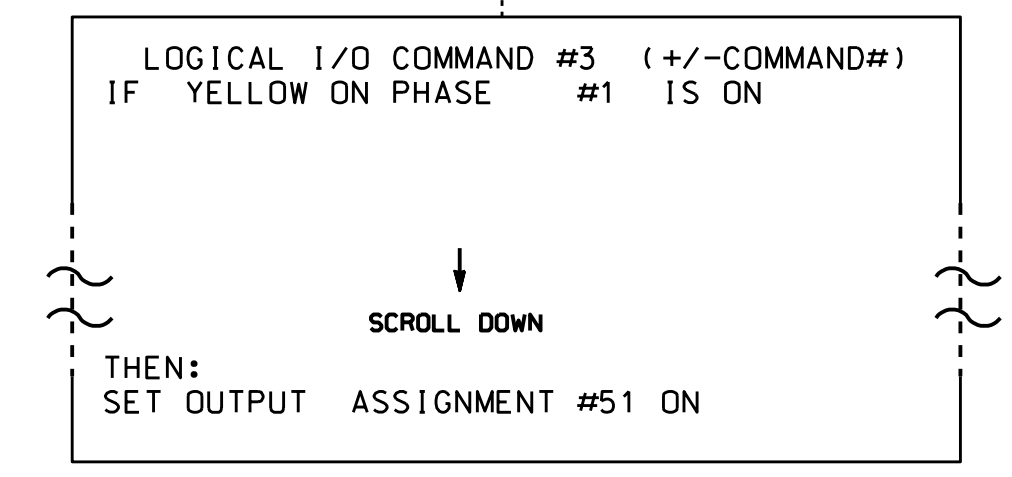 LOGICAL I/O COMMAND #3 (+/-COMMAND#)
IF YELLOW ON PHASE #1 IS ON
SCROLL DOWN
THEN:
SET OUTPUT ASSIGNMENT #51 ON